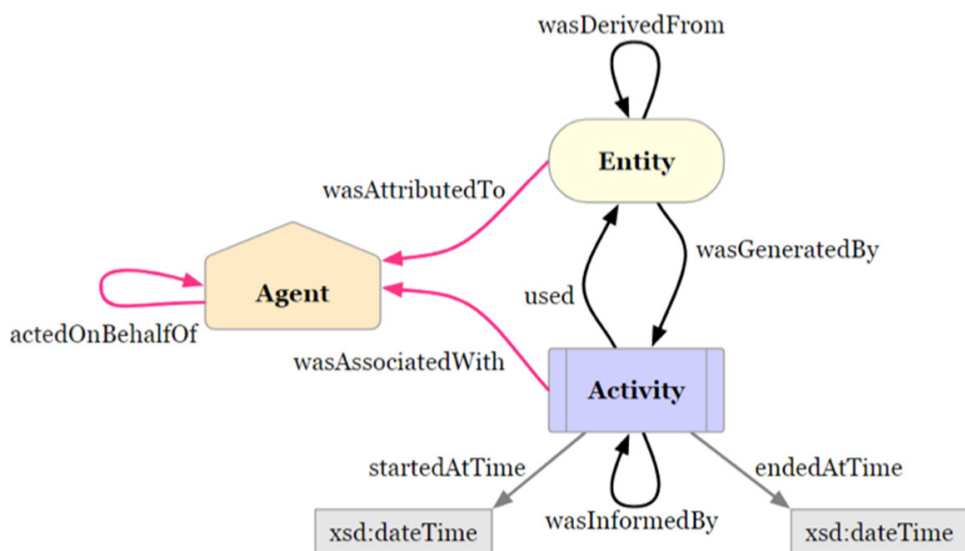 wasDerivedFrom
Entity
wasAttributedTo
wasGeneratedBy
Agent
used
actedOnBehalfOf
wasAssociatedWith
Activity
startedAtTime
endedAtTime
wasInformedBy
xsd:dateTime
xsd:dateTime